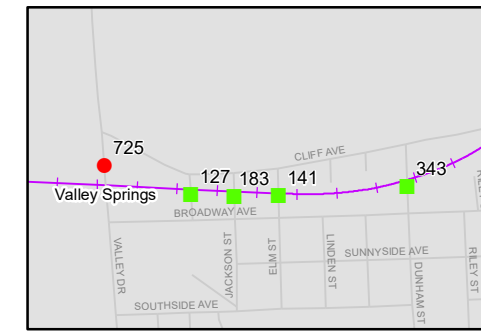 725
CLIFF AVE
343
127 183 141
Valley Springs
BROADWAY AVE
VALLEY DR
JACKSON ST
ELM ST
LINDEN ST
SUNNYSIDE AVE
DUNHAM ST
RILEY ST
SOUTHSIDE AVE